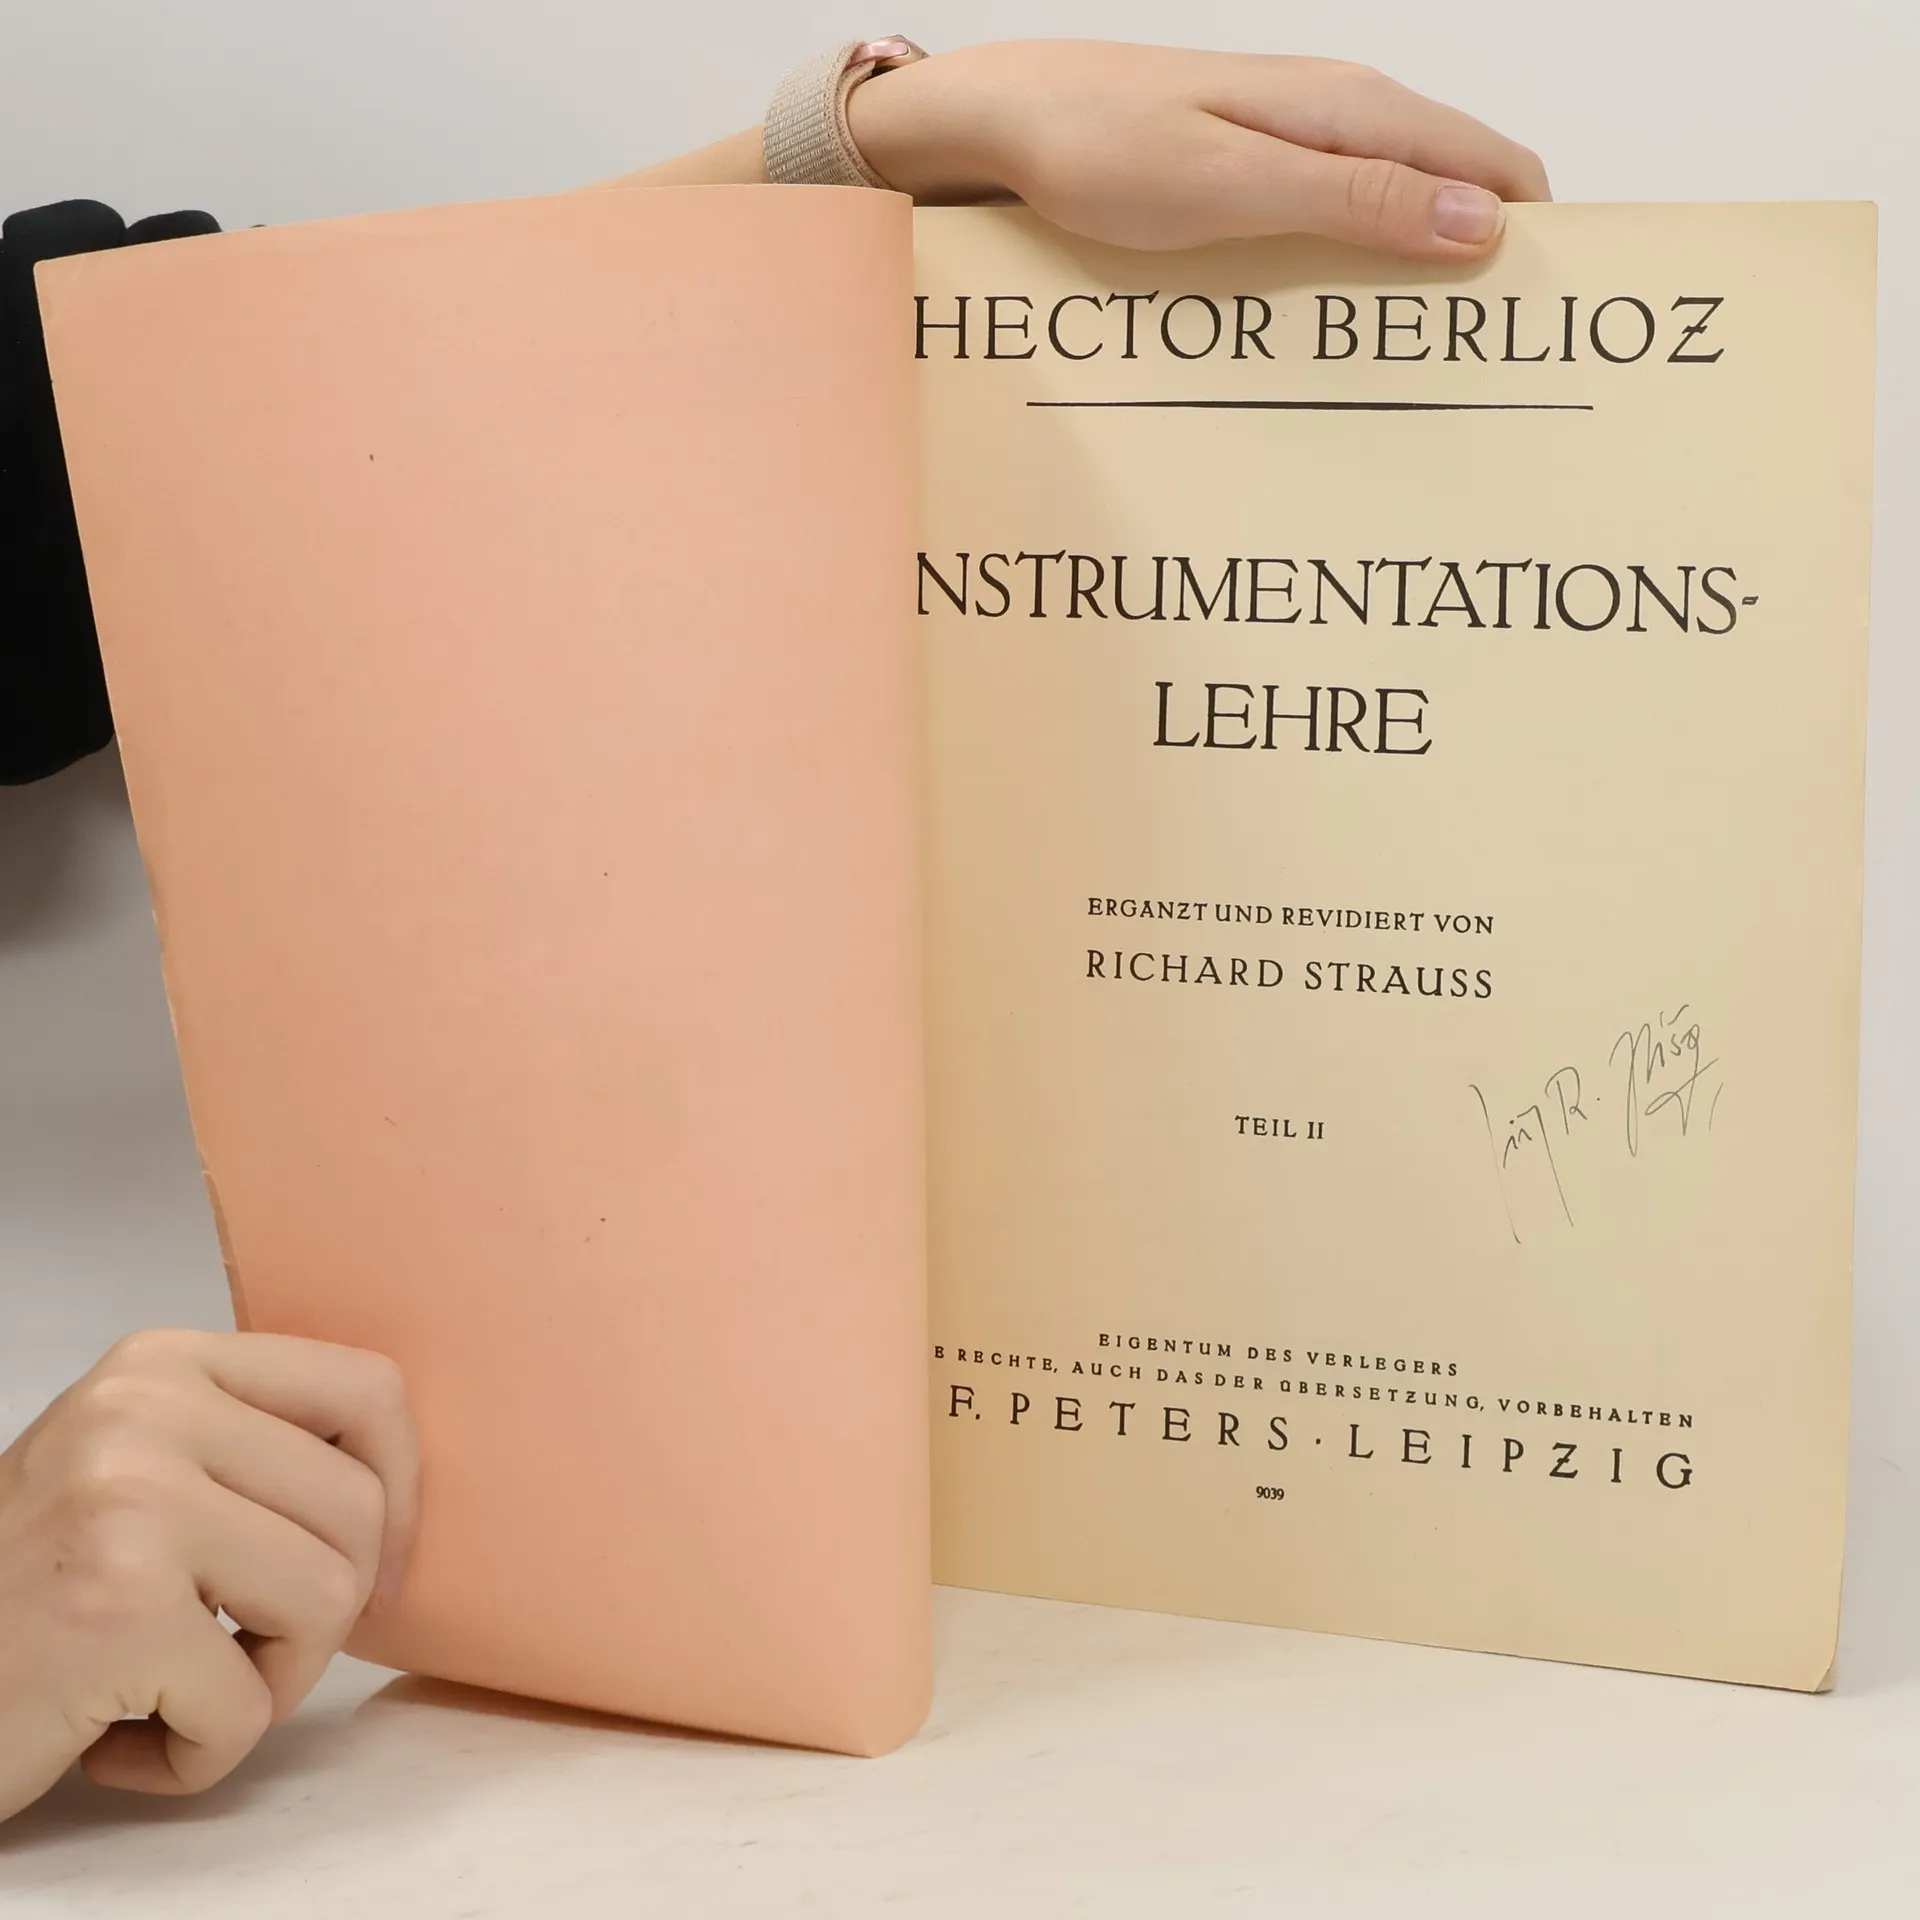 HECTOR BERLIOZ
NSTRUMENTATIONS-
LEHRE
ERGÄNZT UND REVIDIERT VON
RICHARD STRAUSS
TEIL II
EIGENTUM DES VERLEGERS
E RECHTE, AUCH DAS DER ÜBERSETZUNG, VORBEHALTEN
F. PETERS · LEIPZIG
9039